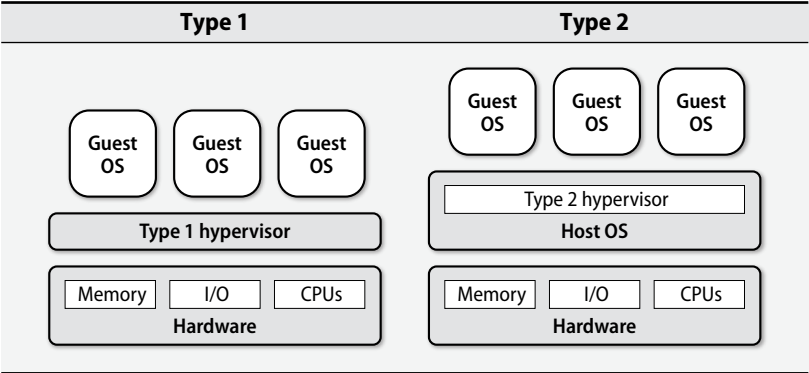 Type 1
Type 2
Guest
OS
Guest
OS
Guest
OS
Type 1 hypervisor
Memory
I/O
CPUs
Hardware
Guest
OS
Guest
OS
Guest
OS
Type 2 hypervisor
Host OS
Memory
I/O
CPUs
Hardware